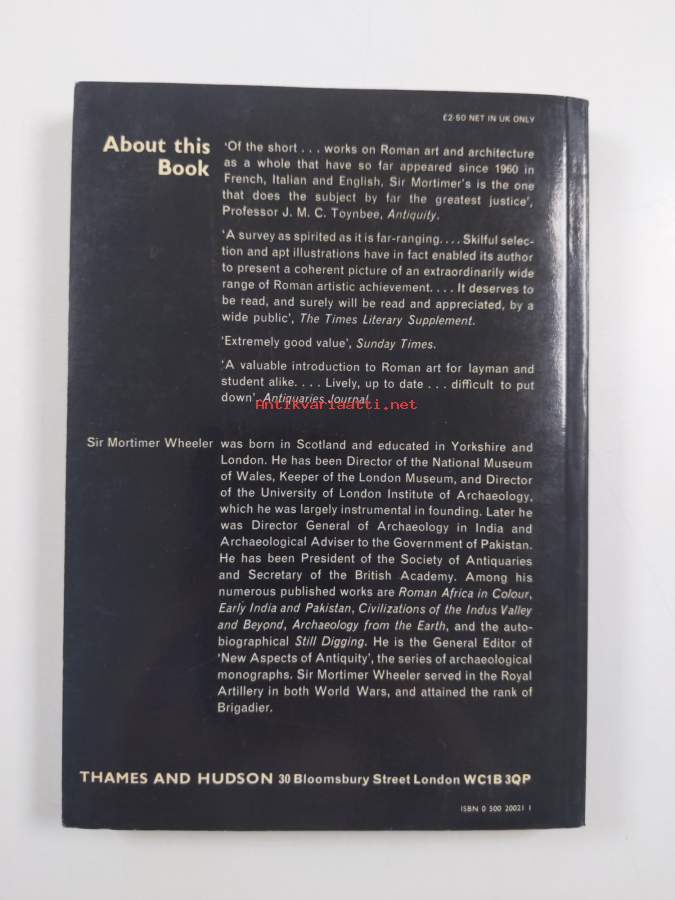 £2·60 NET IN UK ONLY
About this
Book
'Of the short . . . works on Roman art and architecture
as a whole that have so far appeared since 1960 in
French, Italian and English, Sir Mortimer's is the one
that does the subject by far the greatest justice',
Professor J. M. C. Toynbee, Antiquity.
'A survey as spirited as it is far-ranging. . . . Skilful selec-
tion and apt illustrations have in fact enabled its author
to present a coherent picture of an extraordinarily wide
range of Roman artistic achievement. . . . It deserves to
be read, and surely will be read and appreciated, by a
wide public', The Times Literary Supplement.
'Extremely good value', Sunday Times.
'A valuable introduction to Roman art for layman and
student alike. . . . Lively, up to date . . . difficult to put
down', Antiquaries Journal.
Antikvariaatti.net
Sir Mortimer Wheeler was born in Scotland and educated in Yorkshire and
London. He has been Director of the National Museum
of Wales, Keeper of the London Museum, and Director
of the University of London Institute of Archaeology,
which he was largely instrumental in founding. Later he
was Director General of Archaeology in India and
Archaeological Adviser to the Government of Pakistan.
He has been President of the Society of Antiquaries
and Secretary of the British Academy. Among his
numerous published works are Roman Africa in Colour,
Early India and Pakistan, Civilizations of the Indus Valley
and Beyond, Archaeology from the Earth, and the auto-
biographical Still Digging. He is the General Editor of
'New Aspects of Antiquity', the series of archaeological
monographs. Sir Mortimer Wheeler served in the Royal
Artillery in both World Wars, and attained the rank of
Brigadier.
THAMES AND HUDSON 30 Bloomsbury Street London WC1B 3QP
ISBN 0 500 20021 1